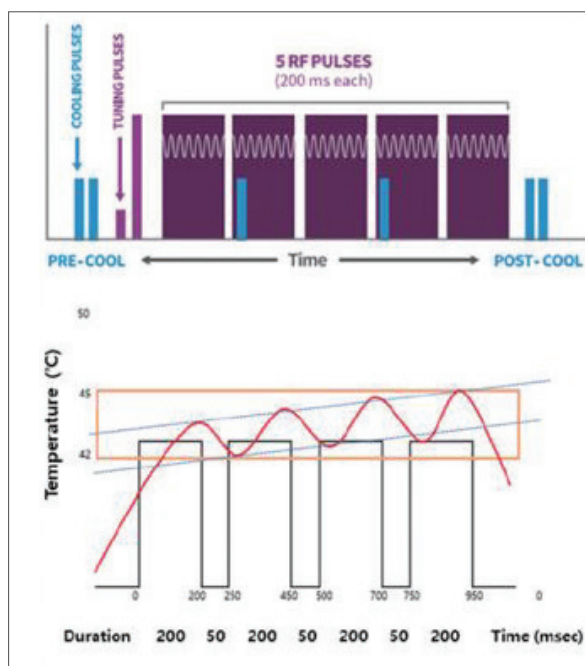 COOLING PULSES
TUNING PULSES
5 RF PULSES
(200 ms each)
PRE-COOL
Time
POST-COOL
50
Temperature (°C)
45
42
0 200 250 450 500 700 750 950 0
Duration 200 50 200 50 200 50 200 Time (msec)